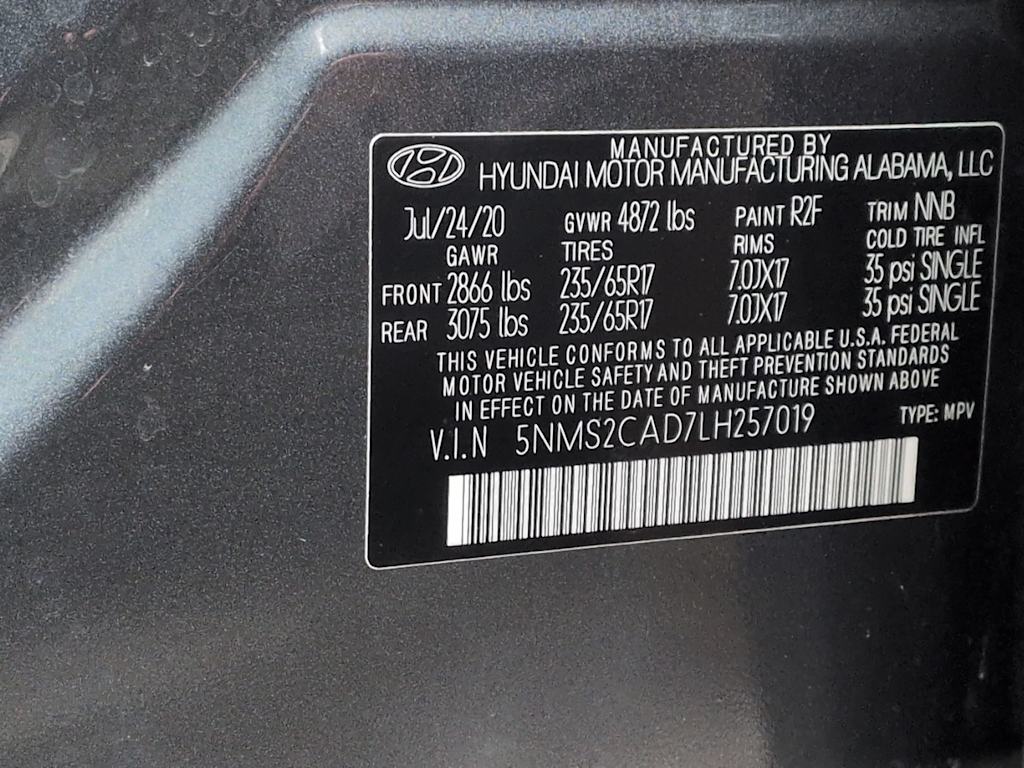 MANUFACTURED BY
HYUNDAI MOTOR MANUFACTURING ALABAMA, LLC
Jul/24/20 GVWR 4872 lbs PAINT R2F TRIM NNB
GAWR TIRES RIMS COLD TIRE INFL
FRONT 2866 lbs 235/65R17 7.0JX17 35 psi SINGLE
REAR 3075 lbs 235/65R17 7.0JX17 35 psi SINGLE
THIS VEHICLE CONFORMS TO ALL APPLICABLE U.S.A. FEDERAL
MOTOR VEHICLE SAFETY AND THEFT PREVENTION STANDARDS
IN EFFECT ON THE DATE OF MANUFACTURE SHOWN ABOVE
V.I.N 5NMS2CAD7LH257019 TYPE: MPV